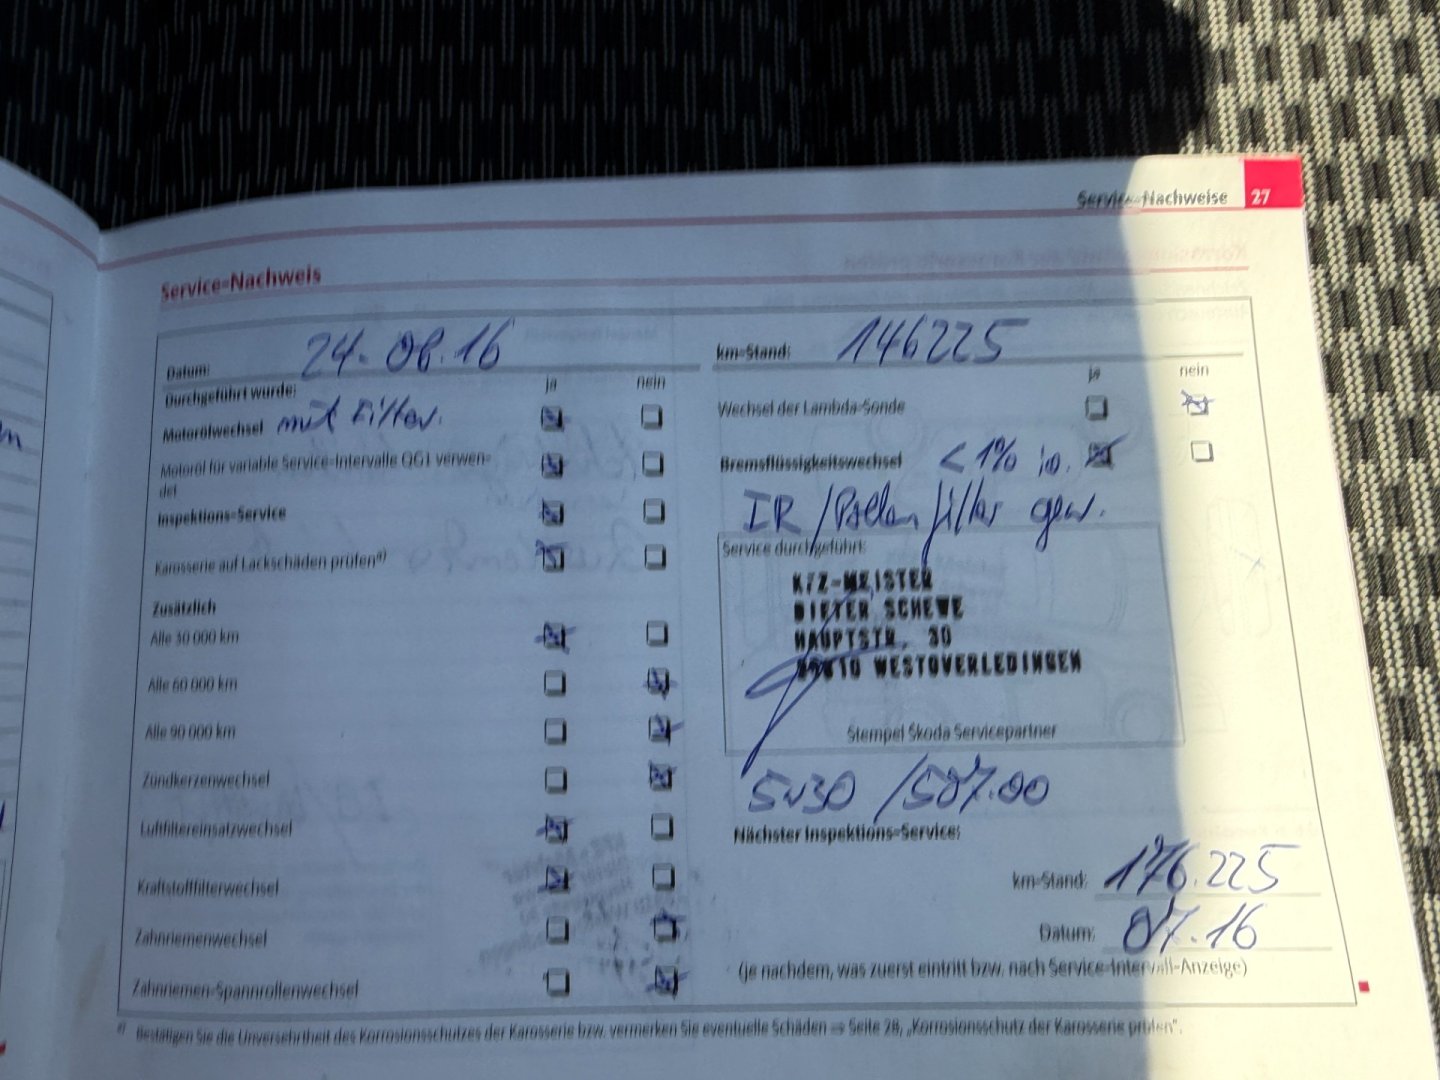 Service-Nachweise 27
Service-Nachweis
Datum: 24.08.16
km-Stand: 146225
Durchgeführt wurde: ja nein
ja nein
Motorölwechsel mit Filter.
Wechsel der Lambda-Sonde
Motoröl für variable Service-Intervalle QG1 verwen-
det
Bremsflüssigkeitswechsel <1% io.
Inspektions-Service
IR/Pollenfilter gew.
Karosserie auf Lackschäden prüfen a)
Service durchgeführt:
Zusätzlich
KFZ-MEISTER
DIETER SCHEWE
HAUPTSTR. 30
WESTOVERLEDINGEN
Alle 30 000 km
Alle 60 000 km
Alle 90 000 km
Stempel Škoda Servicepartner
Zündkerzenwechsel
5W30 /507.00
Luftfiltereinsatzwechsel
Nächster Inspektions-Service:
Kraftstofffilterwechsel
km-Stand: 176.225
Zahnriemenwechsel
Datum: 07.16
Zahnriemen-Spannrollenwechsel
(je nachdem, was zuerst eintritt bzw. nach Service-Intervall-Anzeige)
a) Bestätigen Sie die Unversehrtheit des Korrosionsschutzes der Karosserie bzw. vermerken Sie eventuelle Schäden ⇒ Seite 28, „Korrosionsschutz der Karosserie prüfen“.